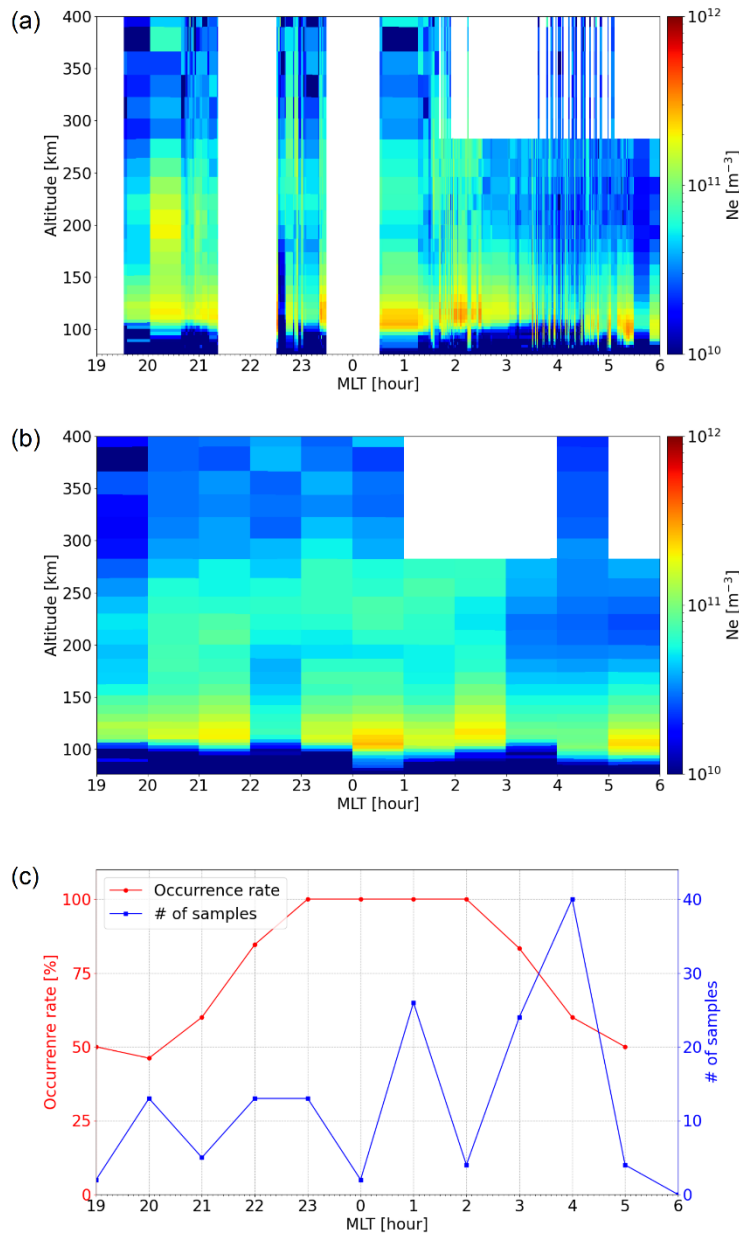 (a)
400
350
300
250
200
150
100
Altitude [km]
19 20 21 22 23 0 1 2 3 4 5 6
MLT [hour]
10¹²
10¹¹
10¹⁰
Ne [m⁻³]
(b)
400
350
300
250
200
150
100
Altitude [km]
19 20 21 22 23 0 1 2 3 4 5 6
MLT [hour]
10¹²
10¹¹
10¹⁰
Ne [m⁻³]
(c)
Occurrence rate
# of samples
100
75
50
25
0
Occurrenre rate [%]
40
30
20
10
0
# of samples
19 20 21 22 23 0 1 2 3 4 5 6
MLT [hour]